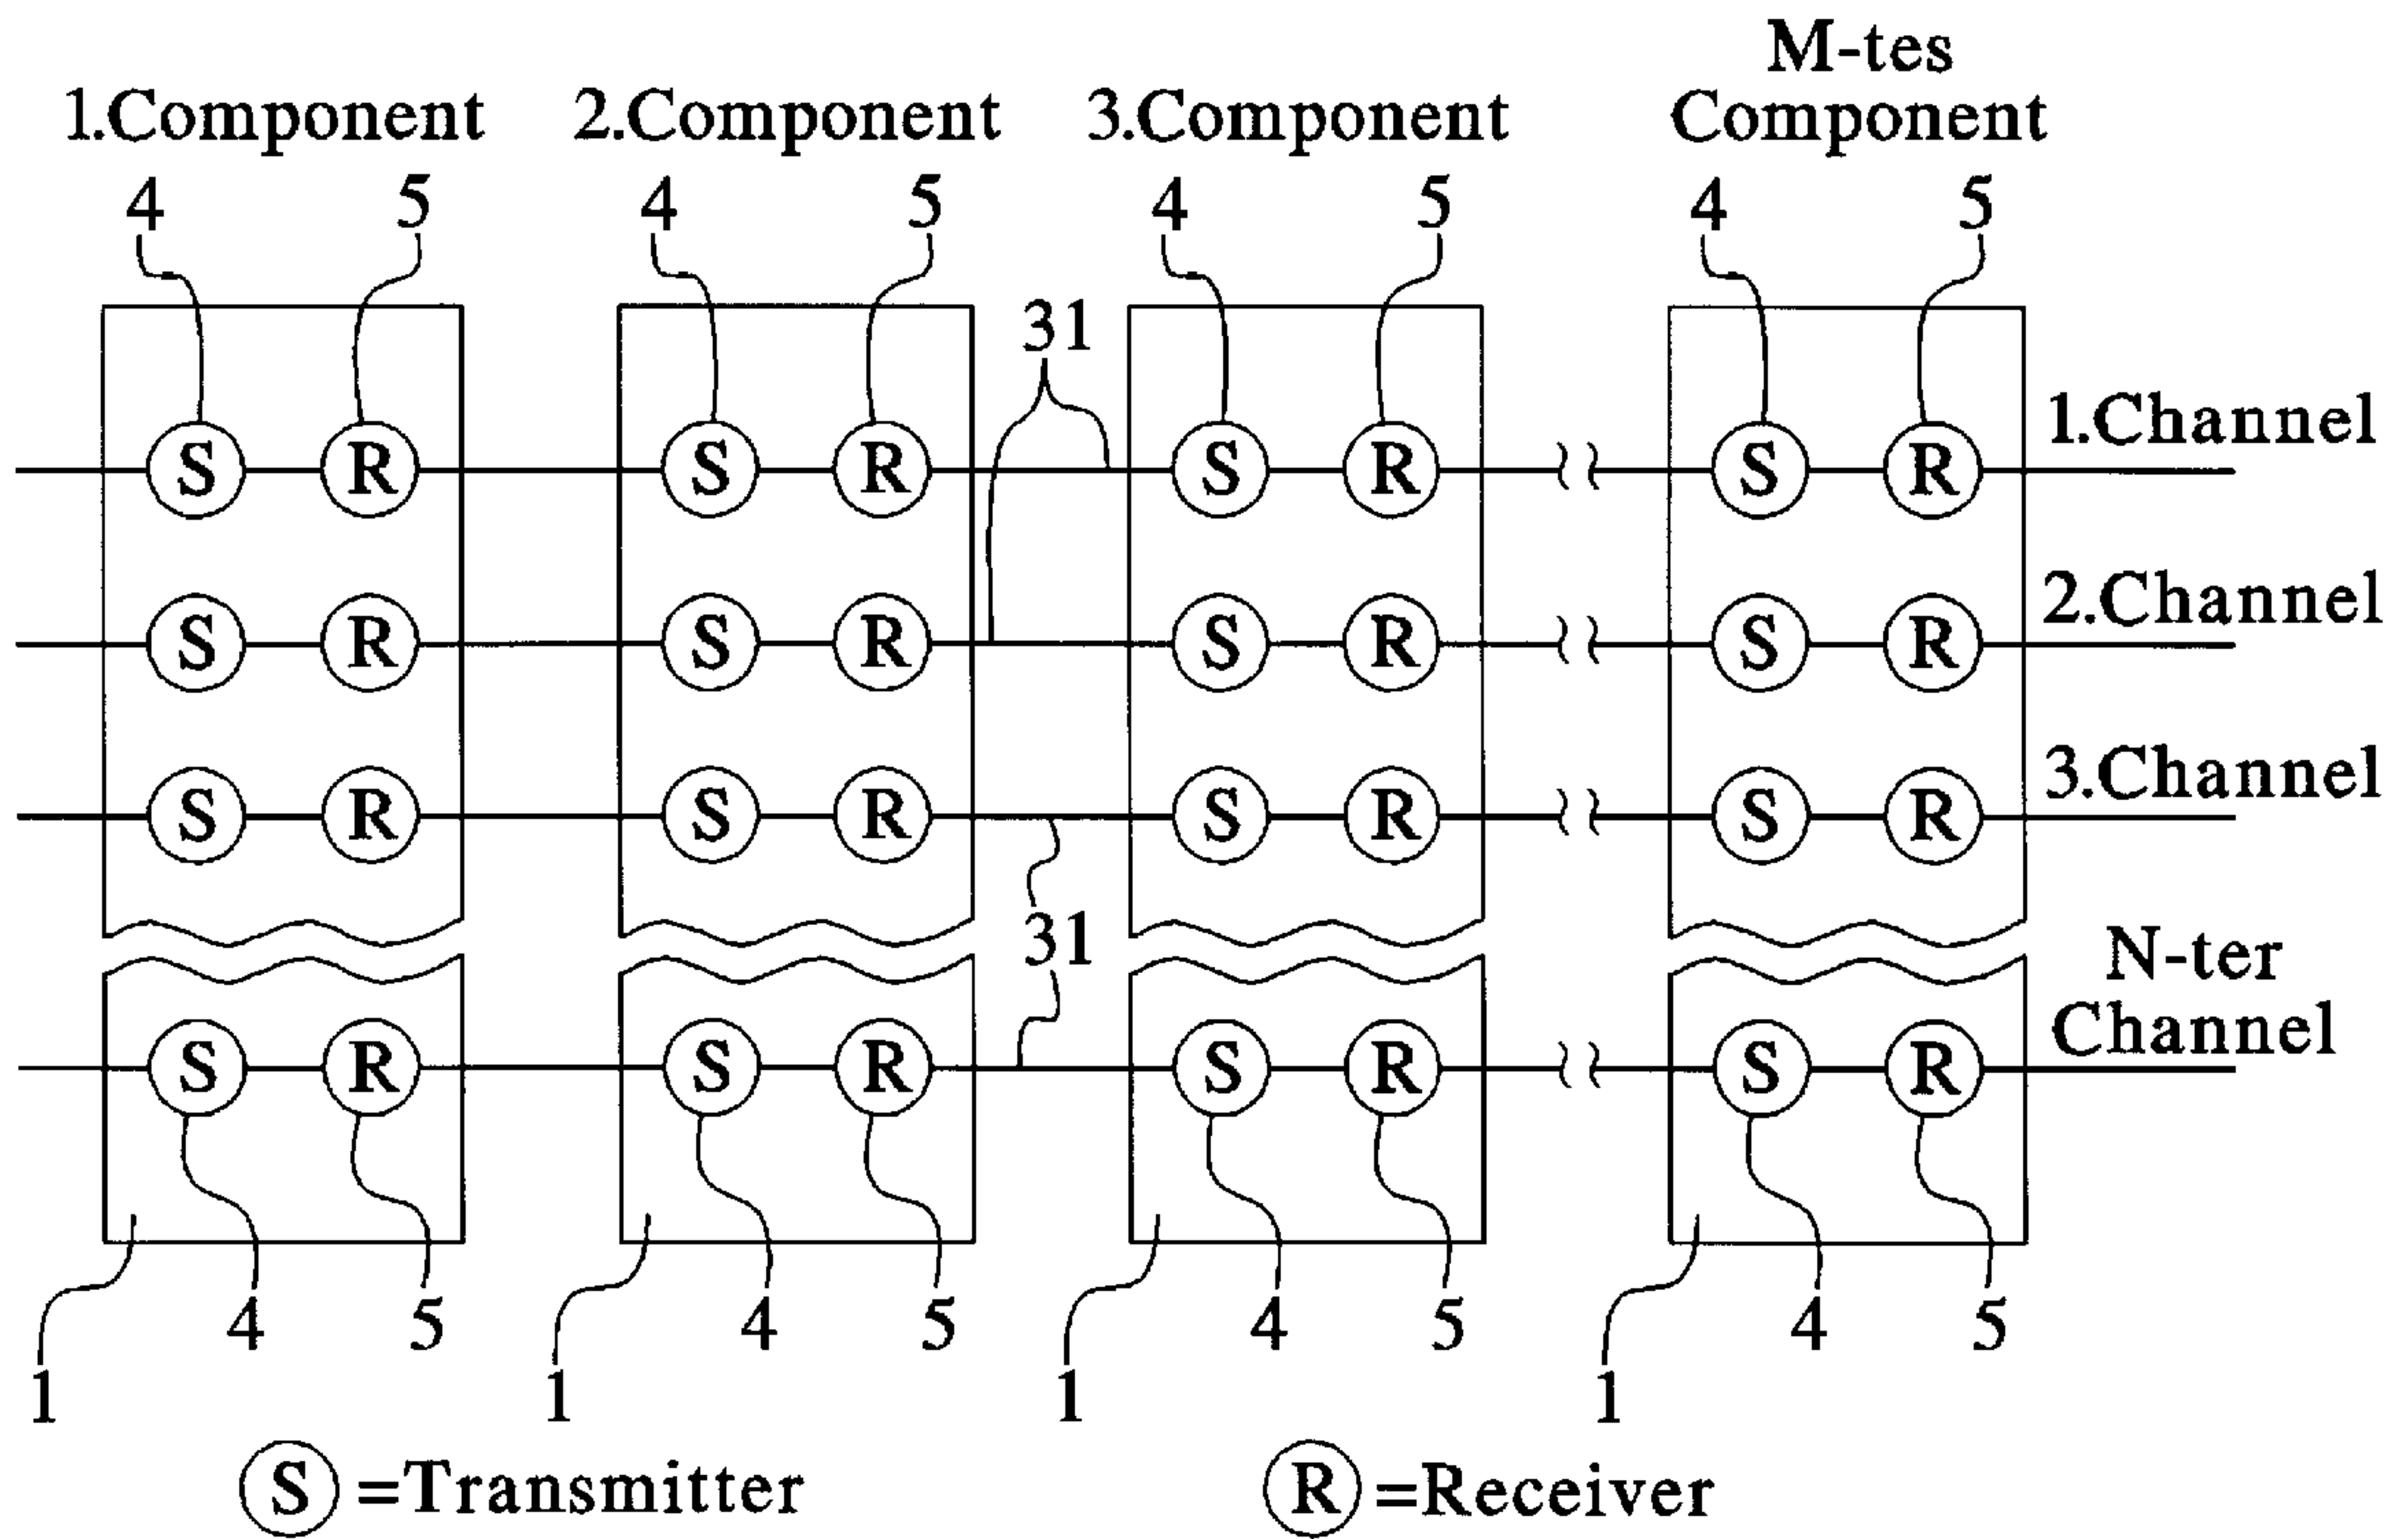 M-tes
1.Component 2.Component 3.Component Component
4 5 4 5 4 5 4 5
31
S R S R S R S R 1.Channel
S R S R S R S R 2.Channel
S R S R S R S R 3.Channel
31
N-ter
Channel
S R S R S R S R
4 5 4 5 4 5 4 5
1 1 1 1
S =Transmitter R =Receiver